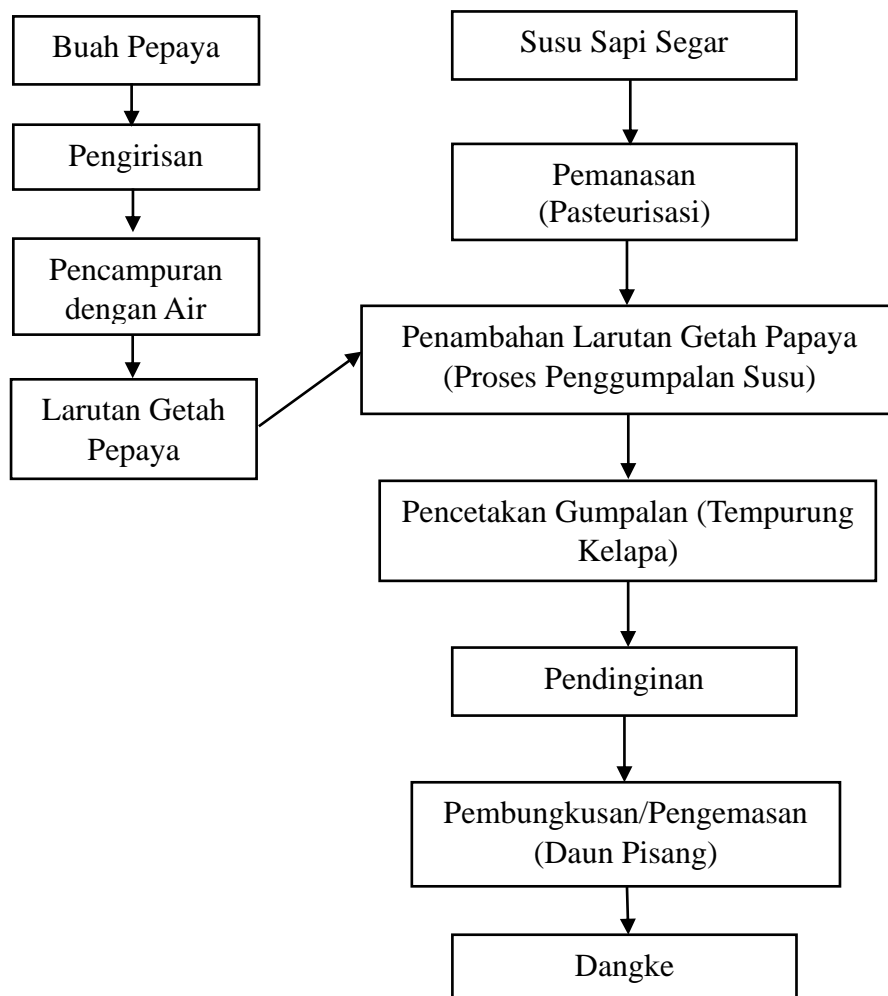 Buah Pepaya
Pengirisan
Pencampuran
dengan Air
Larutan Getah
Pepaya
Susu Sapi Segar
Pemanasan
(Pasteurisasi)
Penambahan Larutan Getah Papaya
(Proses Penggumpalan Susu)
Pencetakan Gumpalan (Tempurung
Kelapa)
Pendinginan
Pembungkusan/Pengemasan
(Daun Pisang)
Dangke